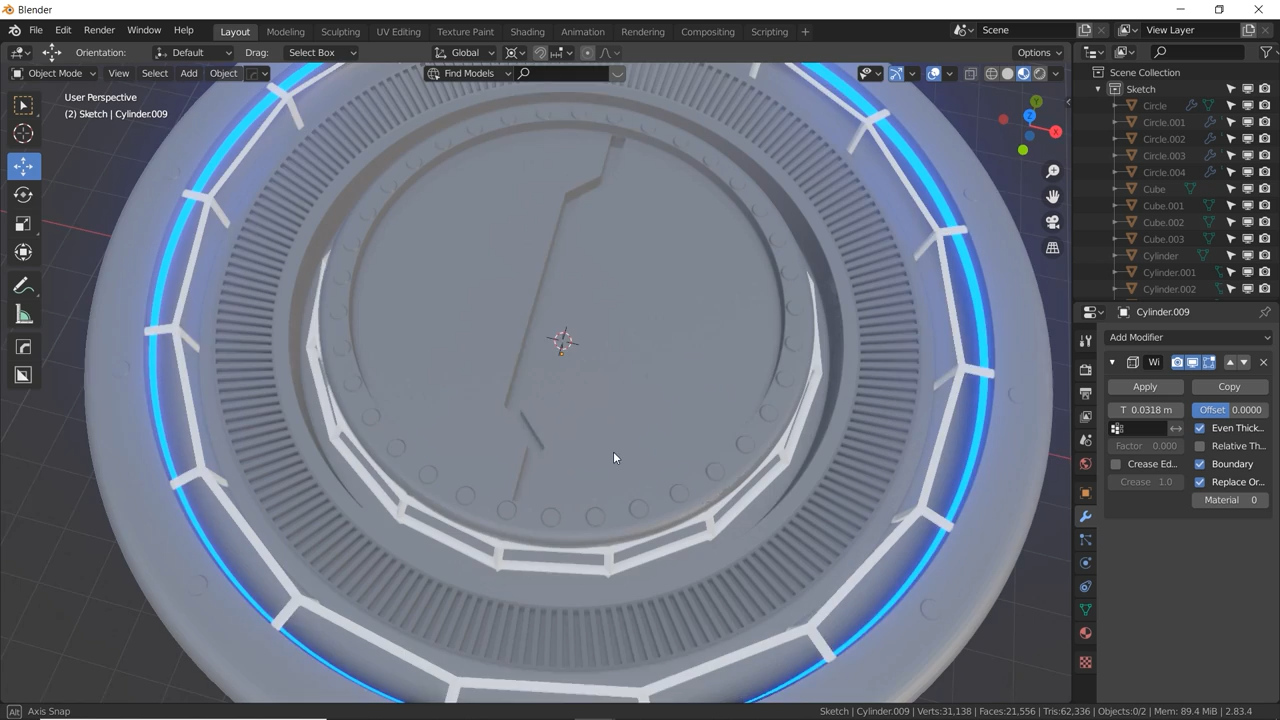 Blender
File Edit Render Window Help Layout Modeling Sculpting UV Editing Texture Paint Shading Animation Rendering Compositing Scripting + Scene View Layer
Orientation: Default Drag: Select Box Global Options
Object Mode View Select Add Object Find Models
User Perspective
(2) Sketch | Cylinder.009
Y
Z
X
Scene Collection
Sketch
Circle
Circle.001
Circle.002
Circle.003
Circle.004
Cube
Cube.001
Cube.002
Cube.003
Cylinder
Cylinder.001
Cylinder.002
Cylinder.009
Add Modifier
Wi
Apply Copy
T 0.0318 m Offset 0.0000
Even Thick...
Factor 0.000 Relative Th...
Crease Ed... Boundary
Crease 1.0 Replace Or...
Material 0
Alt Axis Snap Sketch | Cylinder.009 | Verts:31,138 | Faces:21,556 | Tris:62,336 | Objects:0/2 | Mem: 89.4 MiB | 2.83.4